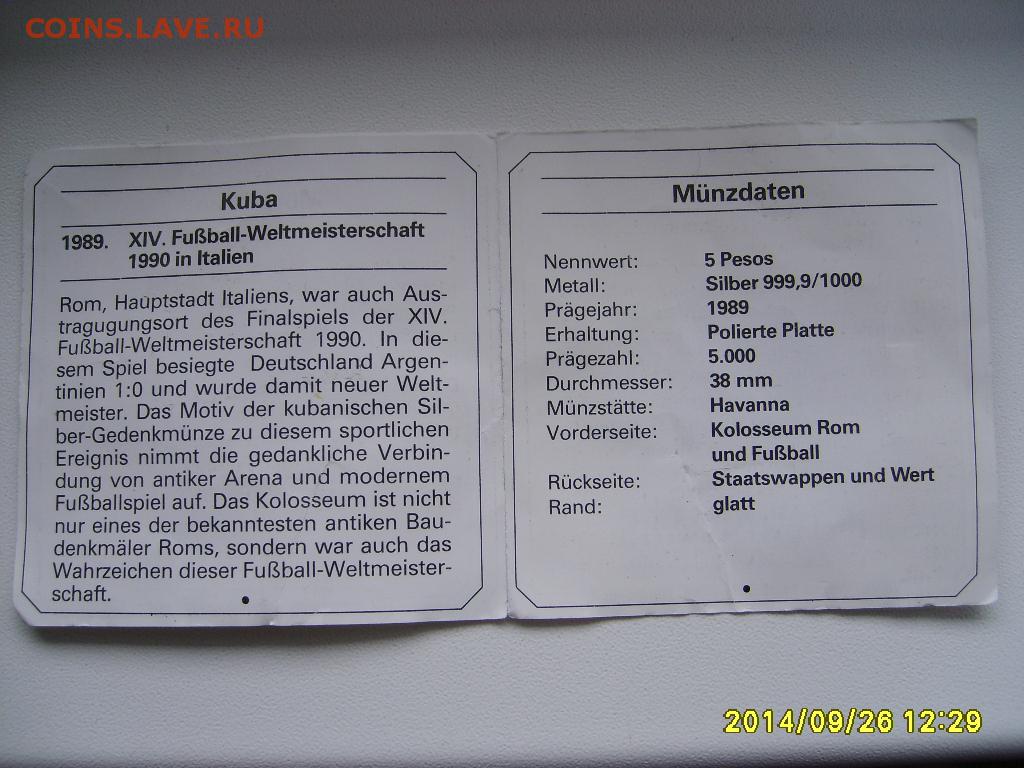 COINS.LAVE.RU
Kuba
1989. XIV. Fußball-Weltmeisterschaft
1990 in Italien
Rom, Hauptstadt Italiens, war auch Aus-
tragugungsort des Finalspiels der XIV.
Fußball-Weltmeisterschaft 1990. In die-
sem Spiel besiegte Deutschland Argen-
tinien 1:0 und wurde damit neuer Welt-
meister. Das Motiv der kubanischen Sil-
ber-Gedenkmünze zu diesem sportlichen
Ereignis nimmt die gedankliche Verbin-
dung von antiker Arena und modernem
Fußballspiel auf. Das Kolosseum ist nicht
nur eines der bekanntesten antiken Bau-
denkmäler Roms, sondern war auch das
Wahrzeichen dieser Fußball-Weltmeister-
schaft.
Münzdaten
Nennwert: 5 Pesos
Metall: Silber 999,9/1000
Prägejahr: 1989
Erhaltung: Polierte Platte
Prägezahl: 5.000
Durchmesser: 38 mm
Münzstätte: Havanna
Vorderseite: Kolosseum Rom
und Fußball
Rückseite: Staatswappen und Wert
Rand: glatt
2014/09/26 12:29